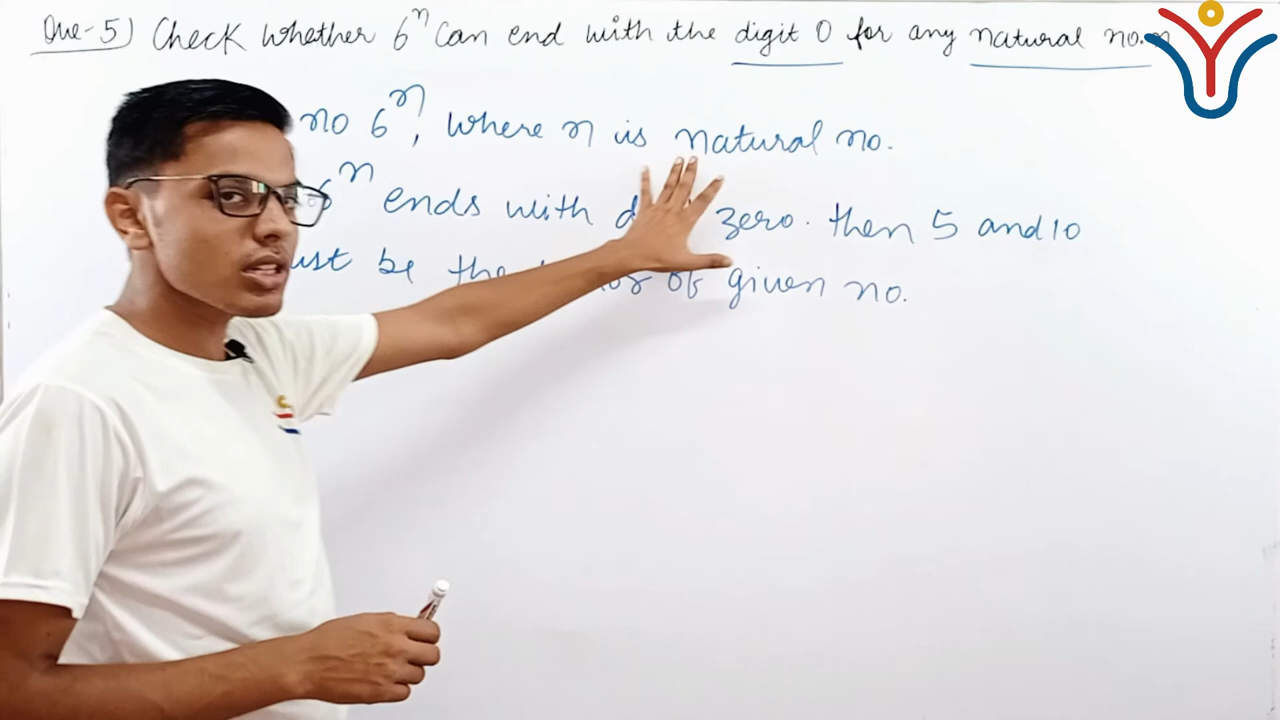 Que-5) Check whether 6ⁿ can end with the digit 0 for any natural no. n
no 6ⁿ, where n is natural no.
6ⁿ ends with zero. then 5 and 10
be the of given no.